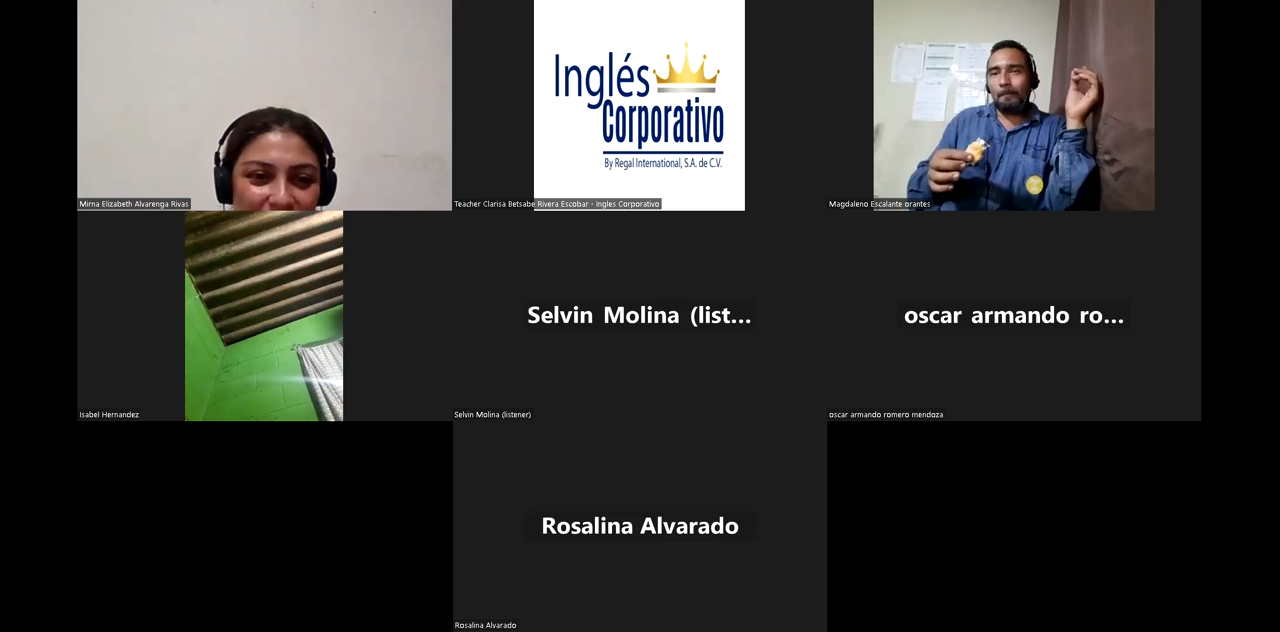 Inglés
Corporativo
By Regal International, S.A. de C.V.
Mirna Elizabeth Alvarenga Rivas
Teacher Clarisa Betsabe Rivera Escobar - Ingles Corporativo
Magdaleno Escalante orantes
Selvin Molina (list...
oscar armando ro...
Isabel Hernandez
Selvin Molina (listener)
oscar armando romero mendoza
Rosalina Alvarado
Rosalina Alvarado